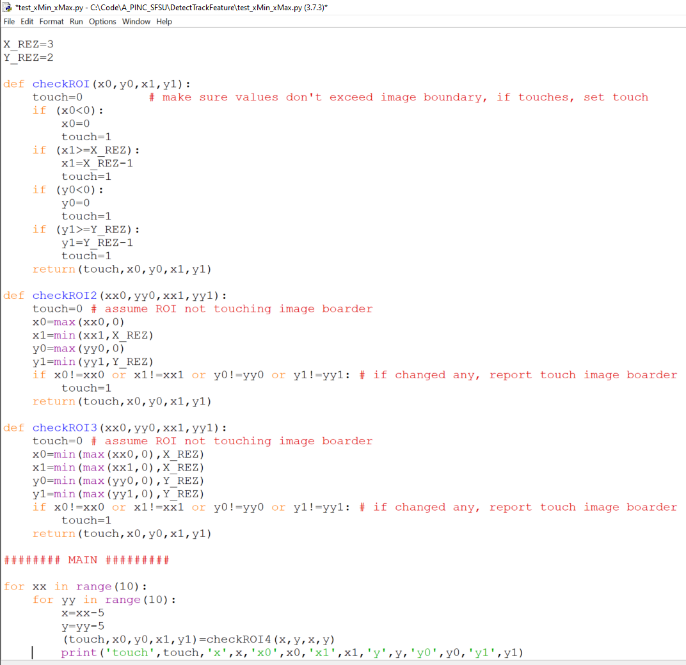 *test_xMin_xMax.py - C:\Code\A_PINC_SFSU\DetectTrackFeature\test_xMin_xMax.py (3.7.3)*
File Edit Format Run Options Window Help
X_REZ=3
Y_REZ=2
def checkROI(x0,y0,x1,y1):
    touch=0          # make sure values don't exceed image boundary, if touches, set touch
    if (x0<0):
        x0=0
        touch=1
    if (x1>=X_REZ):
        x1=X_REZ-1
        touch=1
    if (y0<0):
        y0=0
        touch=1
    if (y1>=Y_REZ):
        y1=Y_REZ-1
        touch=1
    return(touch,x0,y0,x1,y1)
def checkROI2(xx0,yy0,xx1,yy1):
    touch=0 # assume ROI not touching image boarder
    x0=max(xx0,0)
    x1=min(xx1,X_REZ)
    y0=max(yy0,0)
    y1=min(yy1,Y_REZ)
    if x0!=xx0 or x1!=xx1 or y0!=yy0 or y1!=yy1: # if changed any, report touch image boarder
        touch=1
    return(touch,x0,y0,x1,y1)
def checkROI3(xx0,yy0,xx1,yy1):
    touch=0 # assume ROI not touching image boarder
    x0=min(max(xx0,0),X_REZ)
    x1=min(max(xx1,0),X_REZ)
    y0=min(max(yy0,0),Y_REZ)
    y1=min(max(yy1,0),Y_REZ)
    if x0!=xx0 or x1!=xx1 or y0!=yy0 or y1!=yy1: # if changed any, report touch image boarder
        touch=1
    return(touch,x0,y0,x1,y1)
######## MAIN #########
for xx in range(10):
    for yy in range(10):
        x=xx-5
        y=yy-5
        (touch,x0,y0,x1,y1)=checkROI4(x,y,x,y)
        print('touch',touch,'x',x,'x0',x0,'x1',x1,'y',y,'y0',y0,'y1',y1)